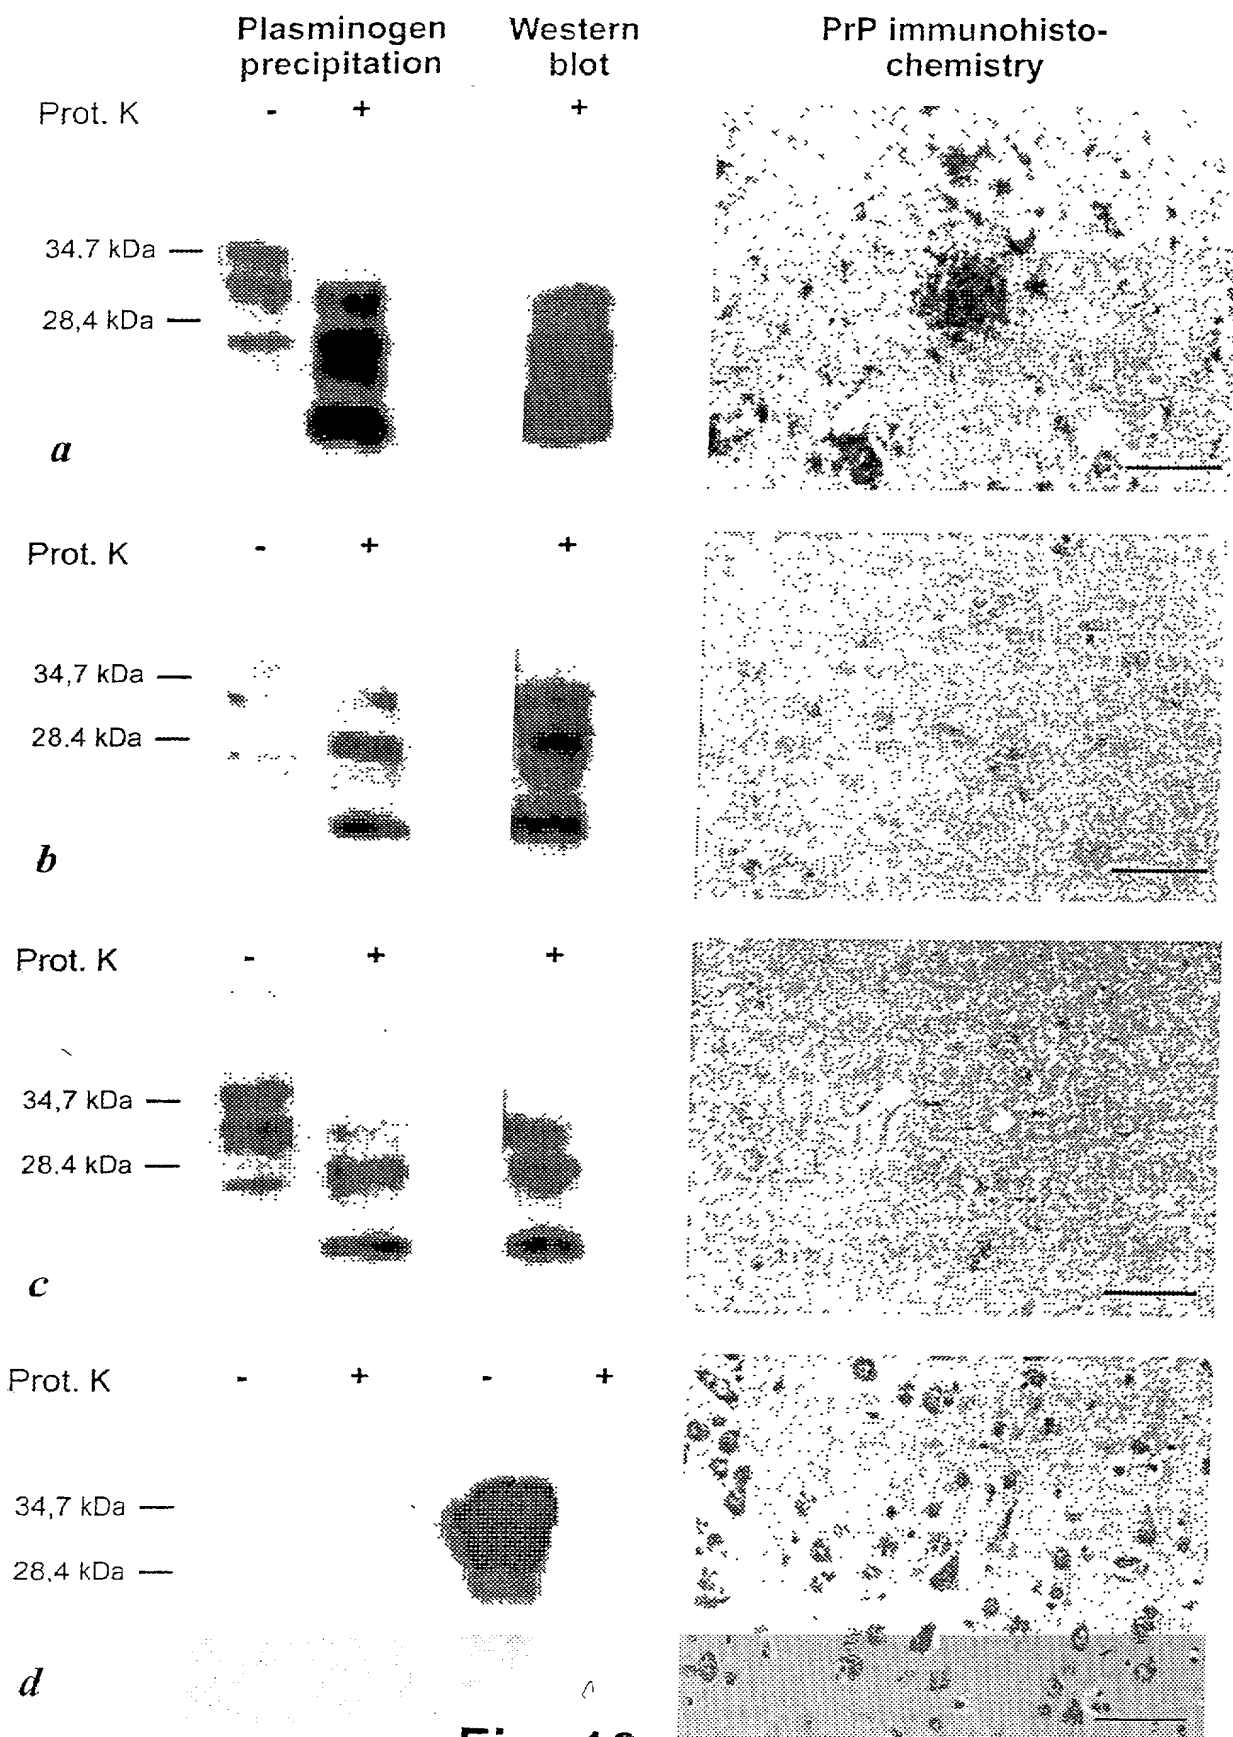 Plasminogen precipitation
Western blot
PrP immunohisto-chemistry
Prot. K - + +
34.7 kDa —
28,4 kDa —
a
Prot. K - + +
34,7 kDa —
28.4 kDa —
b
Prot. K - + +
34,7 kDa —
28.4 kDa —
c
Prot. K - + - +
34,7 kDa —
28,4 kDa —
d